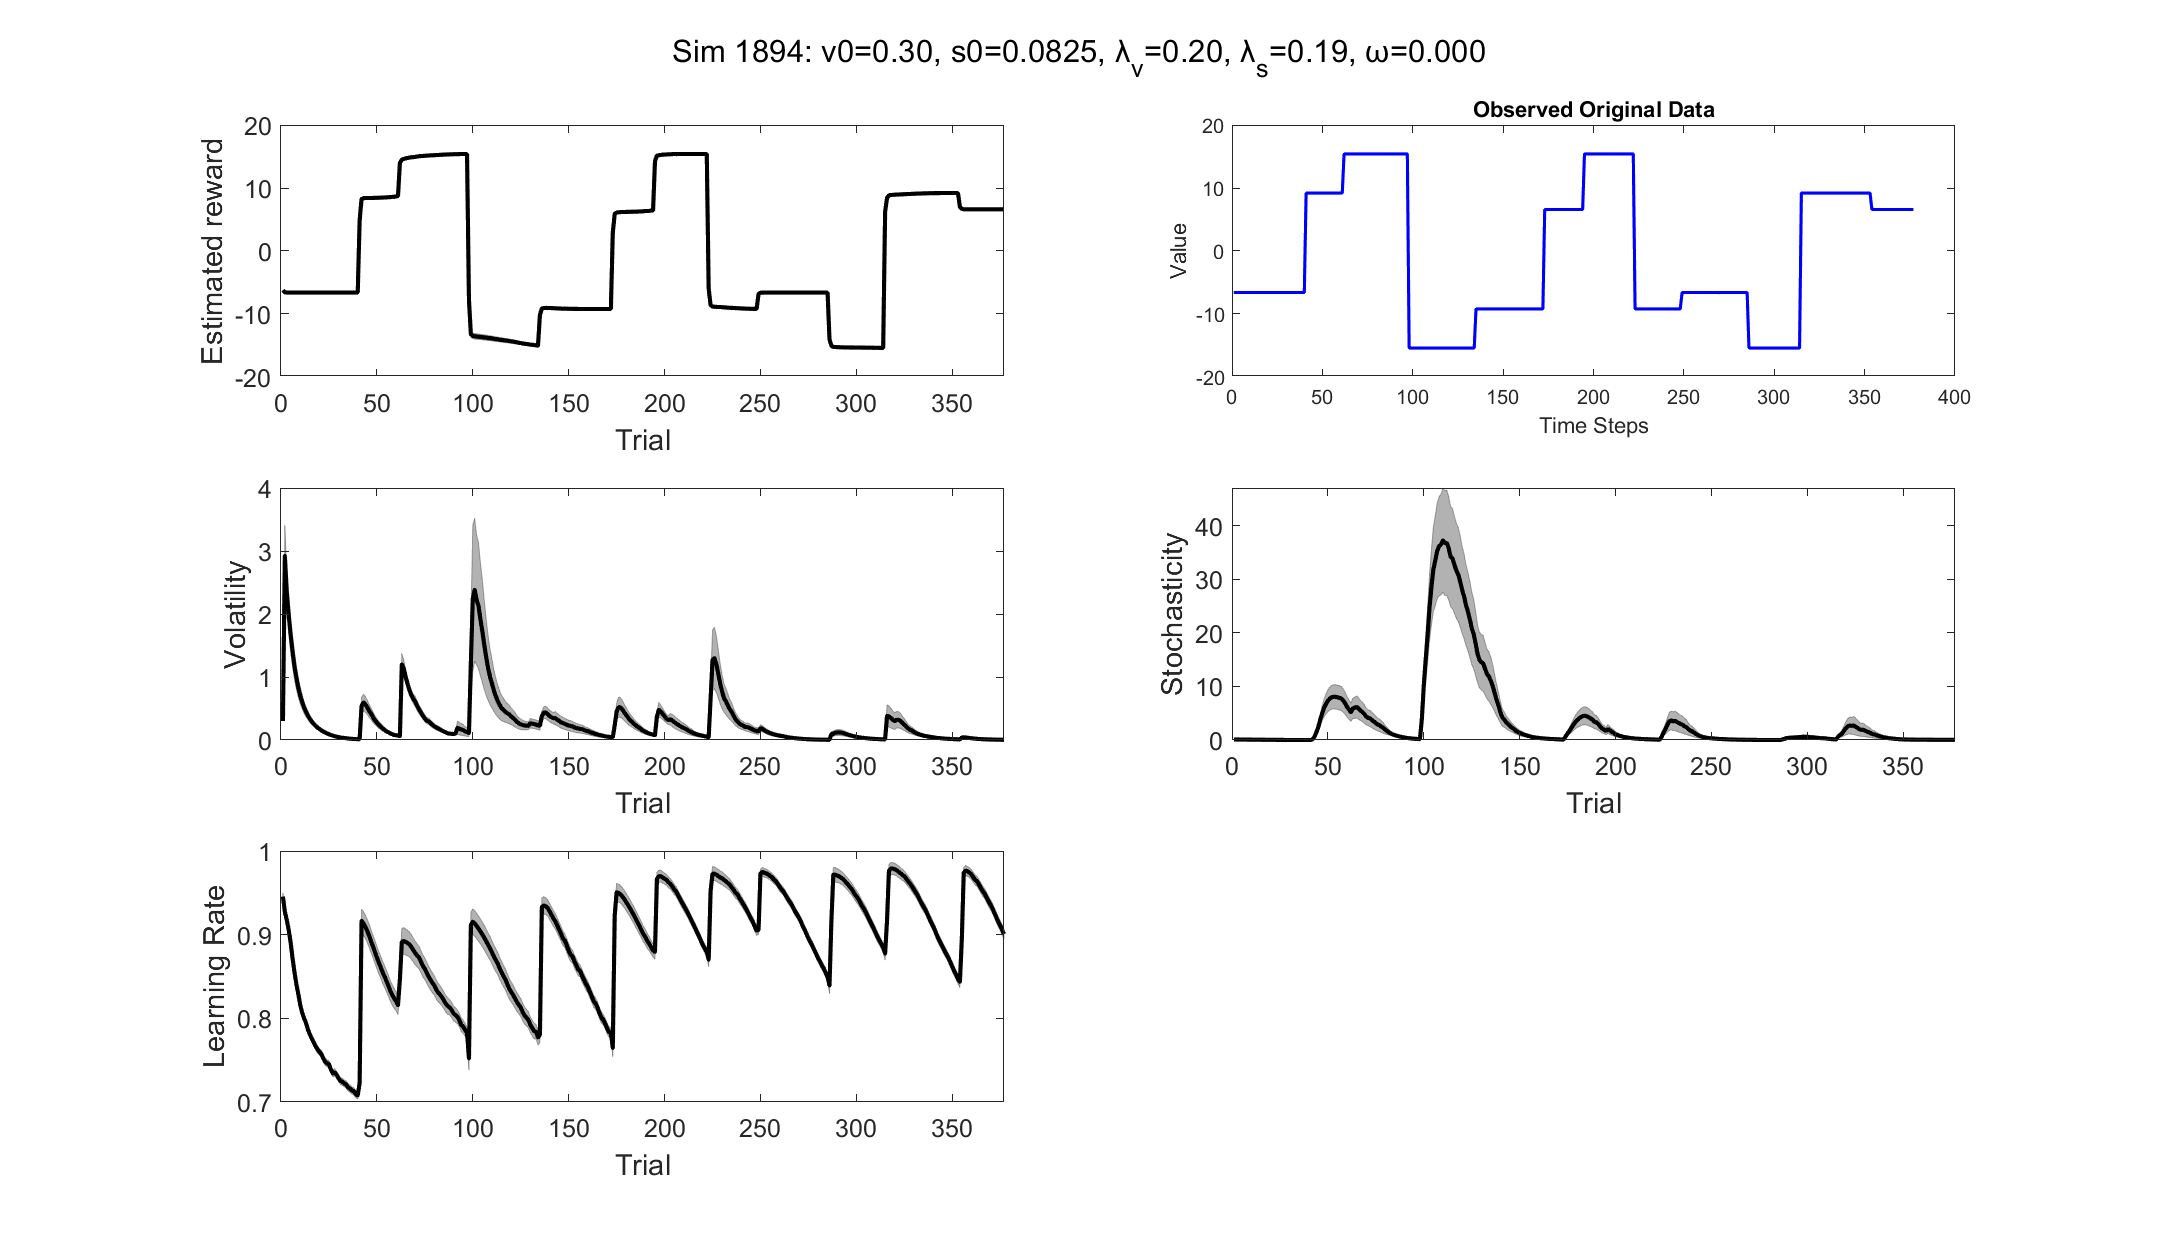 Sim 1894: v0=0.30, s0=0.0825, λv=0.20, λs=0.19, ω=0.000
Estimated reward
20
10
0
-10
-20
0 50 100 150 200 250 300 350
Trial
Observed Original Data
Value
20
10
0
-10
-20
0 50 100 150 200 250 300 350 400
Time Steps
Volatility
4
3
2
1
0
0 50 100 150 200 250 300 350
Trial
Stochasticity
40
30
20
10
0
0 50 100 150 200 250 300 350
Trial
Learning Rate
1
0.9
0.8
0.7
0 50 100 150 200 250 300 350
Trial